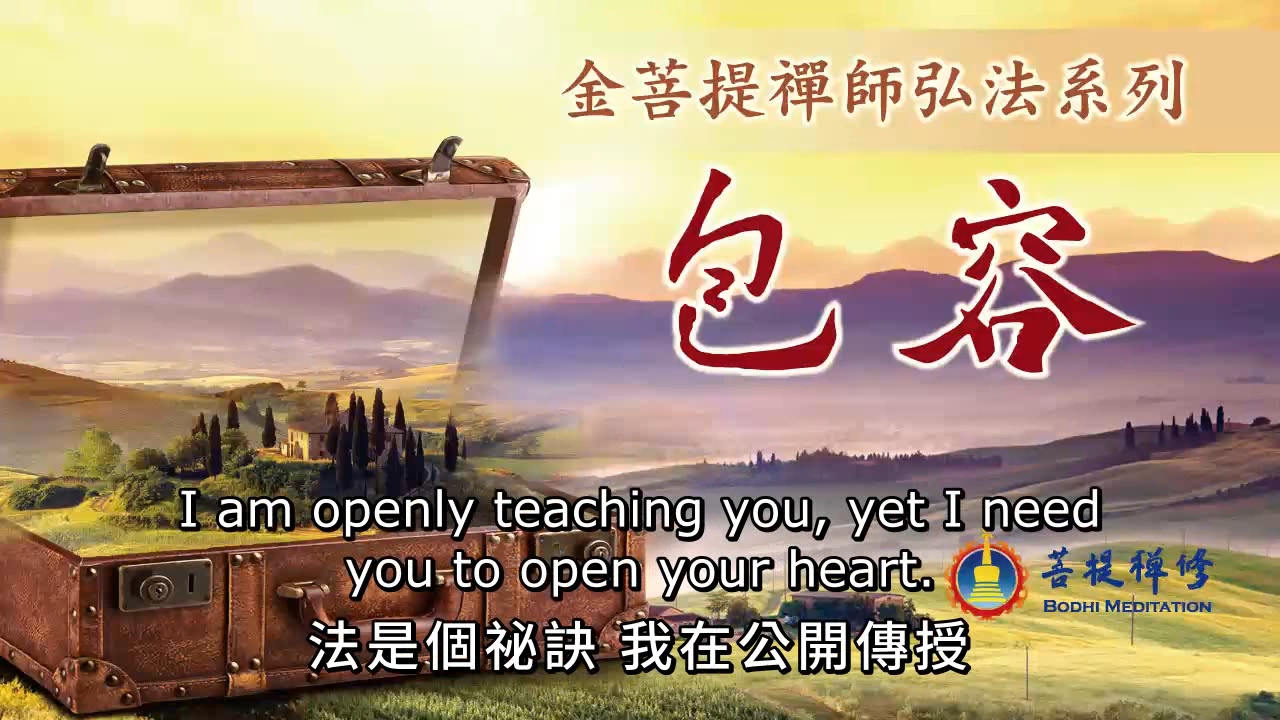 金菩提禪師弘法系列
包容
I am openly teaching you, yet I need
you to open your heart.
菩提禪修
BODHI MEDITATION
法是個祕訣 我在公開傳授